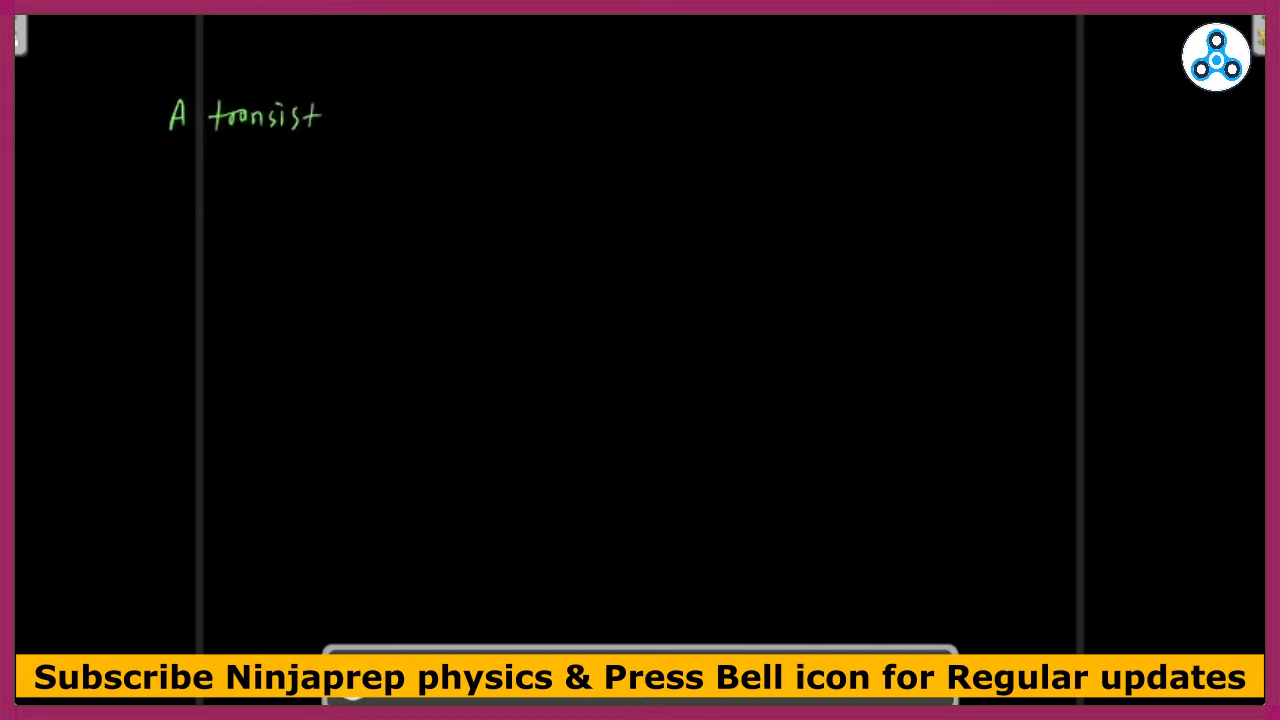 A transist
Subscribe Ninjaprep physics & Press Bell icon for Regular updates